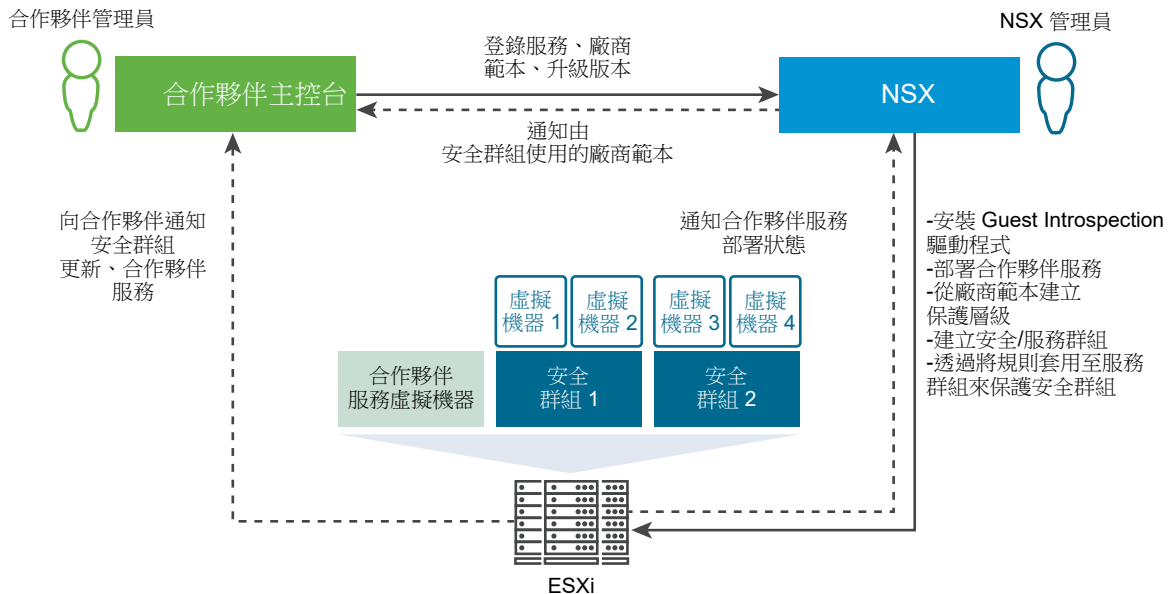 合作夥伴管理員
NSX 管理員
登錄服務、廠商
範本、升級版本
合作夥伴主控台
NSX
通知由
安全群組使用的廠商範本
向合作夥伴通知
安全群組
更新、合作夥伴
服務
通知合作夥伴服務
部署狀態
-安裝 Guest Introspection
驅動程式
-部署合作夥伴服務
-從廠商範本建立
保護層級
-建立安全/服務群組
-透過將規則套用至服務
群組來保護安全群組
虛擬
機器 1
虛擬
機器 2
虛擬
機器 3
虛擬
機器 4
合作夥伴
服務虛擬機器
安全
群組 1
安全
群組 2
ESXi